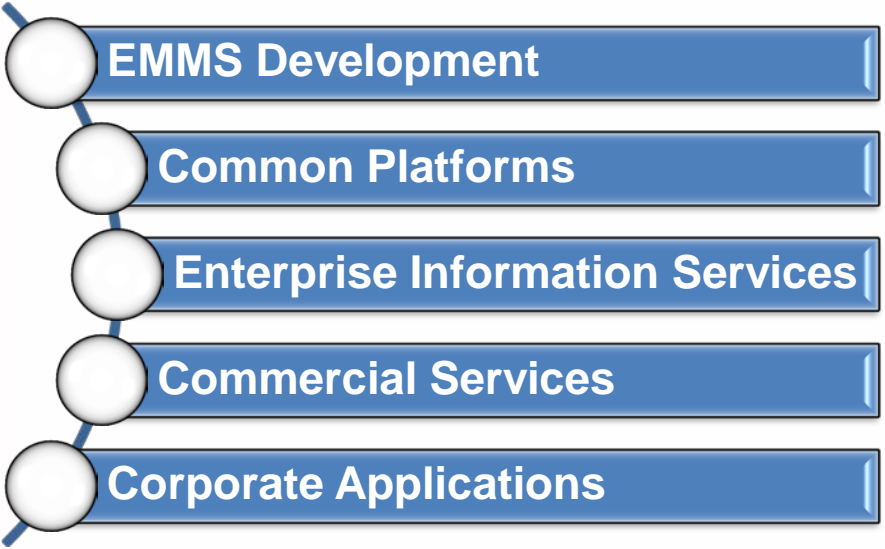 EMMS Development
Common Platforms
Enterprise Information Services
Commercial Services
Corporate Applications